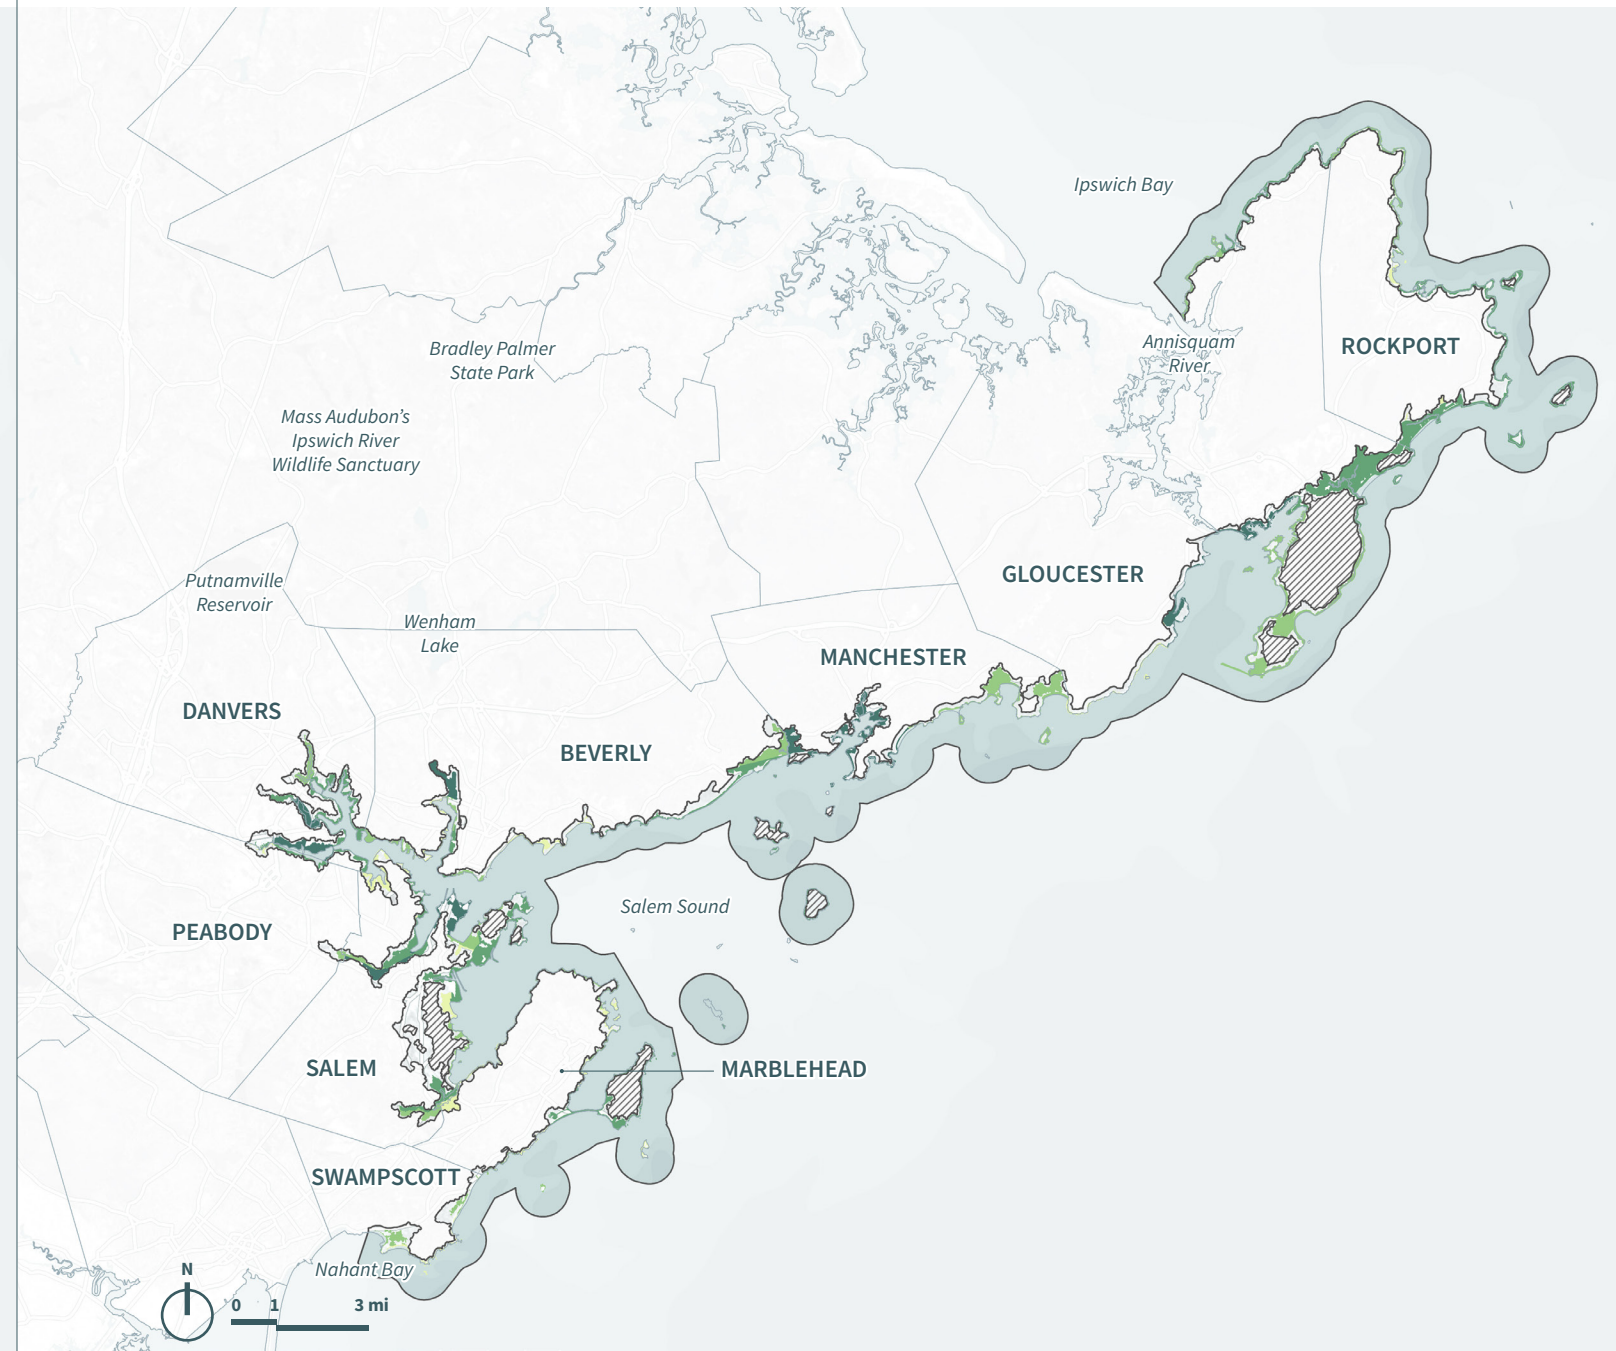 Ipswich Bay
Annisquam
River
ROCKPORT
Bradley Palmer
State Park
Mass Audubon’s
Ipswich River
Wildlife Sanctuary
GLOUCESTER
Putnamville
Reservoir
Wenham
Lake
MANCHESTER
DANVERS
BEVERLY
Salem Sound
PEABODY
SALEM
MARBLEHEAD
SWAMPSCOTT
Nahant Bay
N
0 1 3 mi